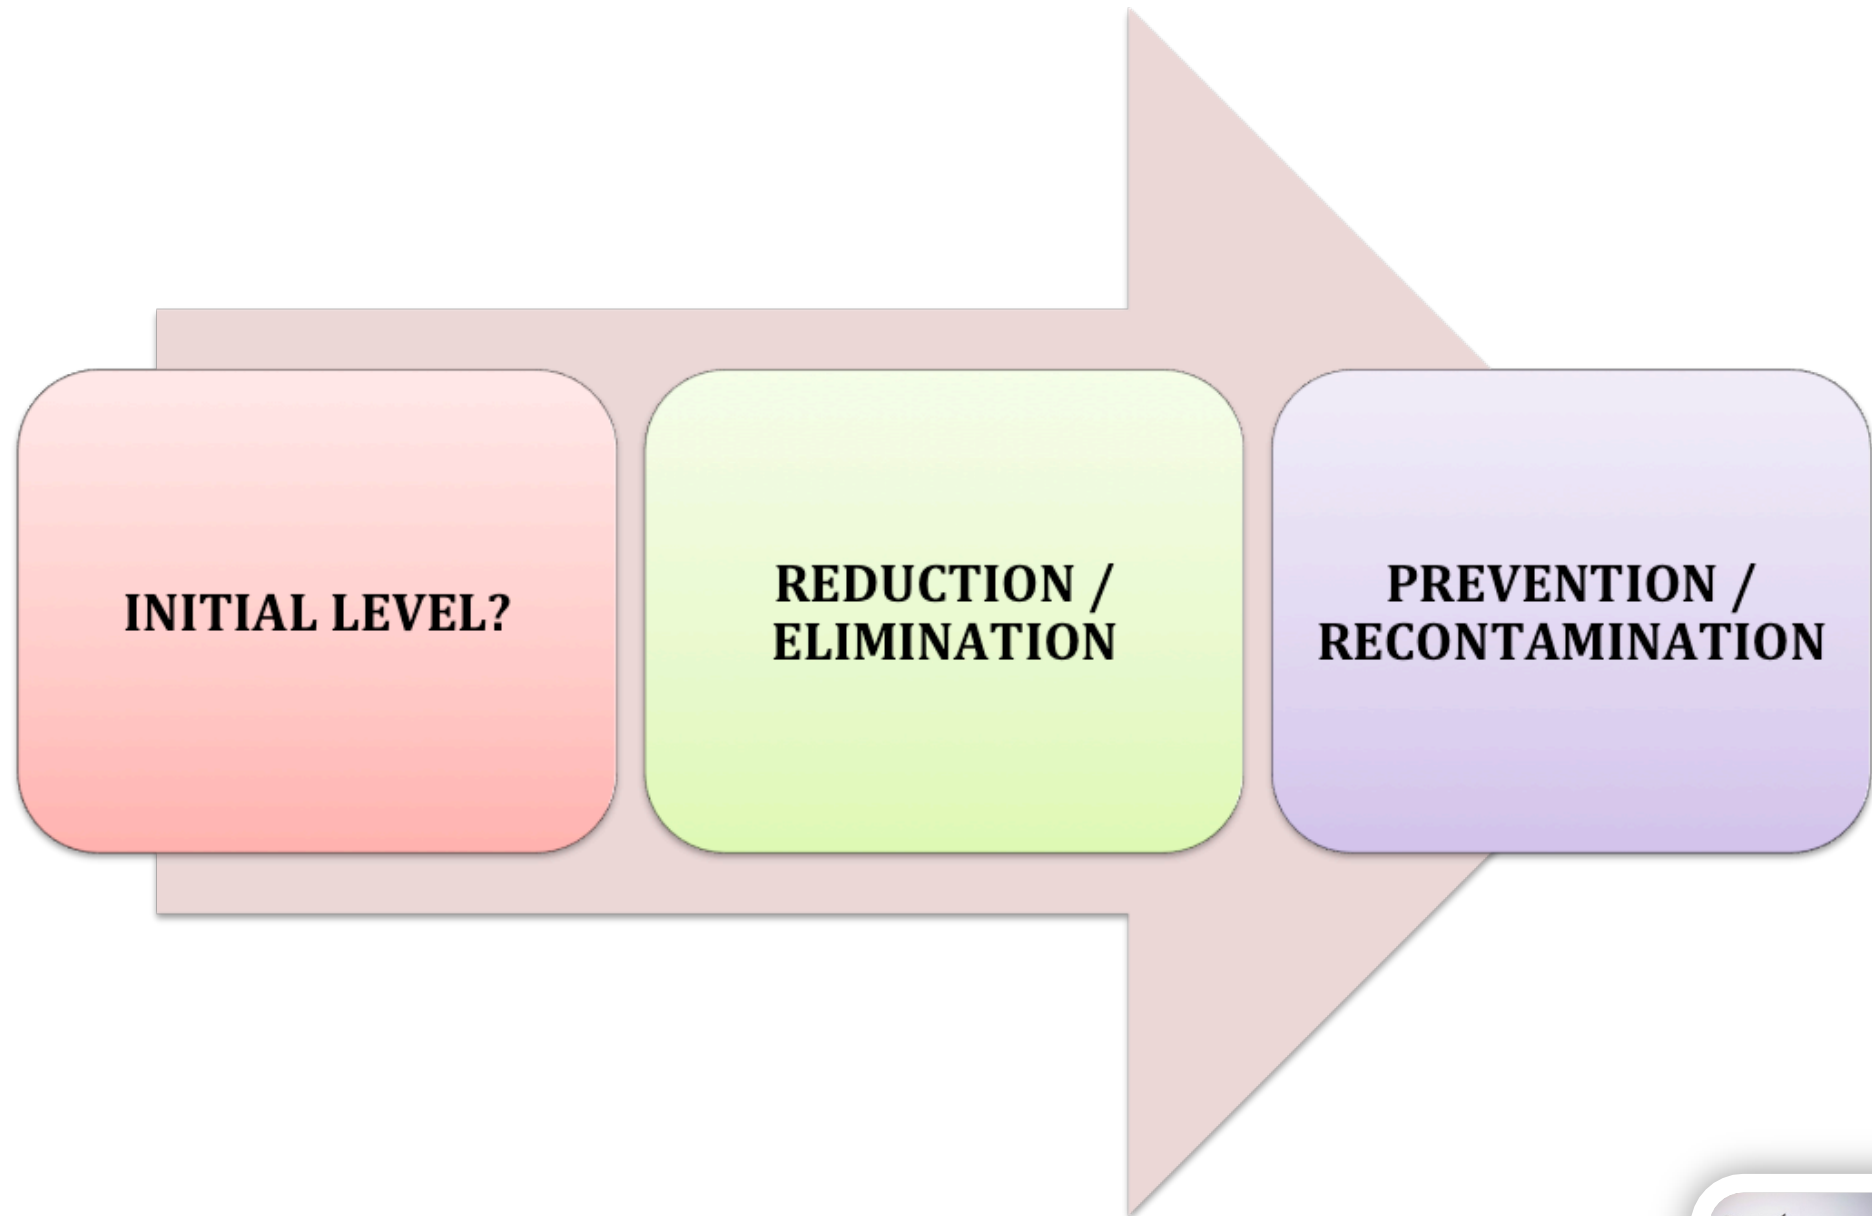 INITIAL LEVEL?
REDUCTION /
ELIMINATION
PREVENTION /
RECONTAMINATION